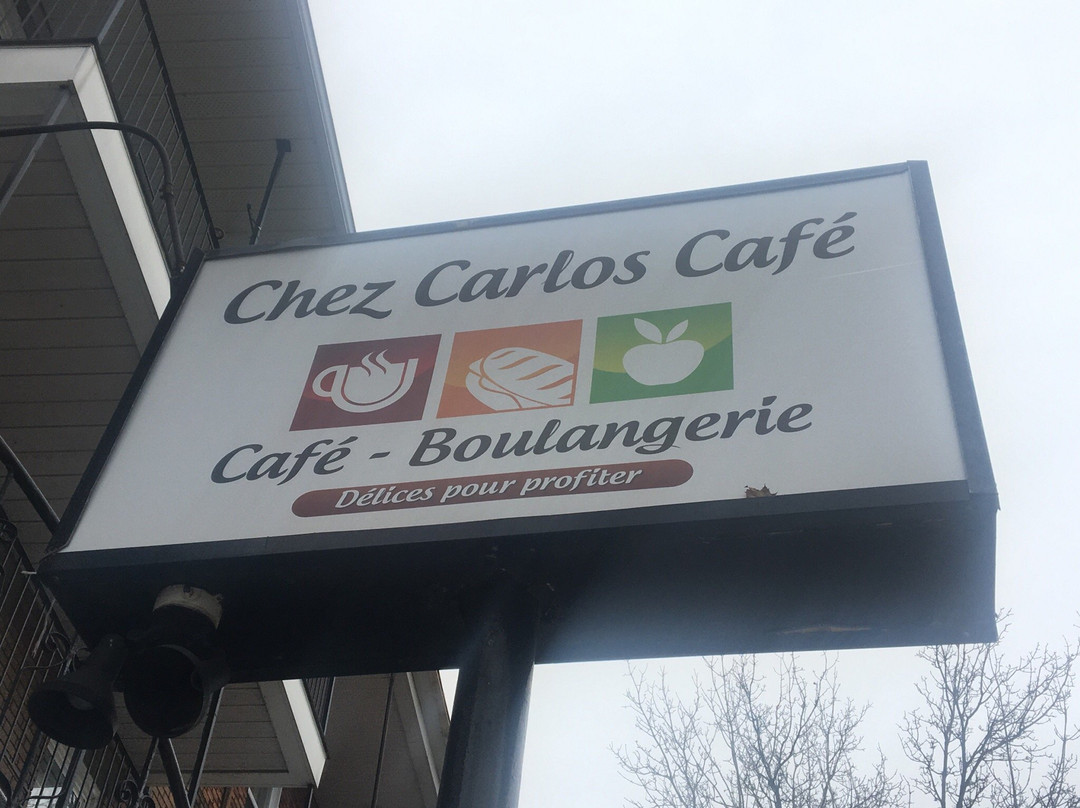 Chez Carlos Café
Café - Boulangerie
Délices pour profiter